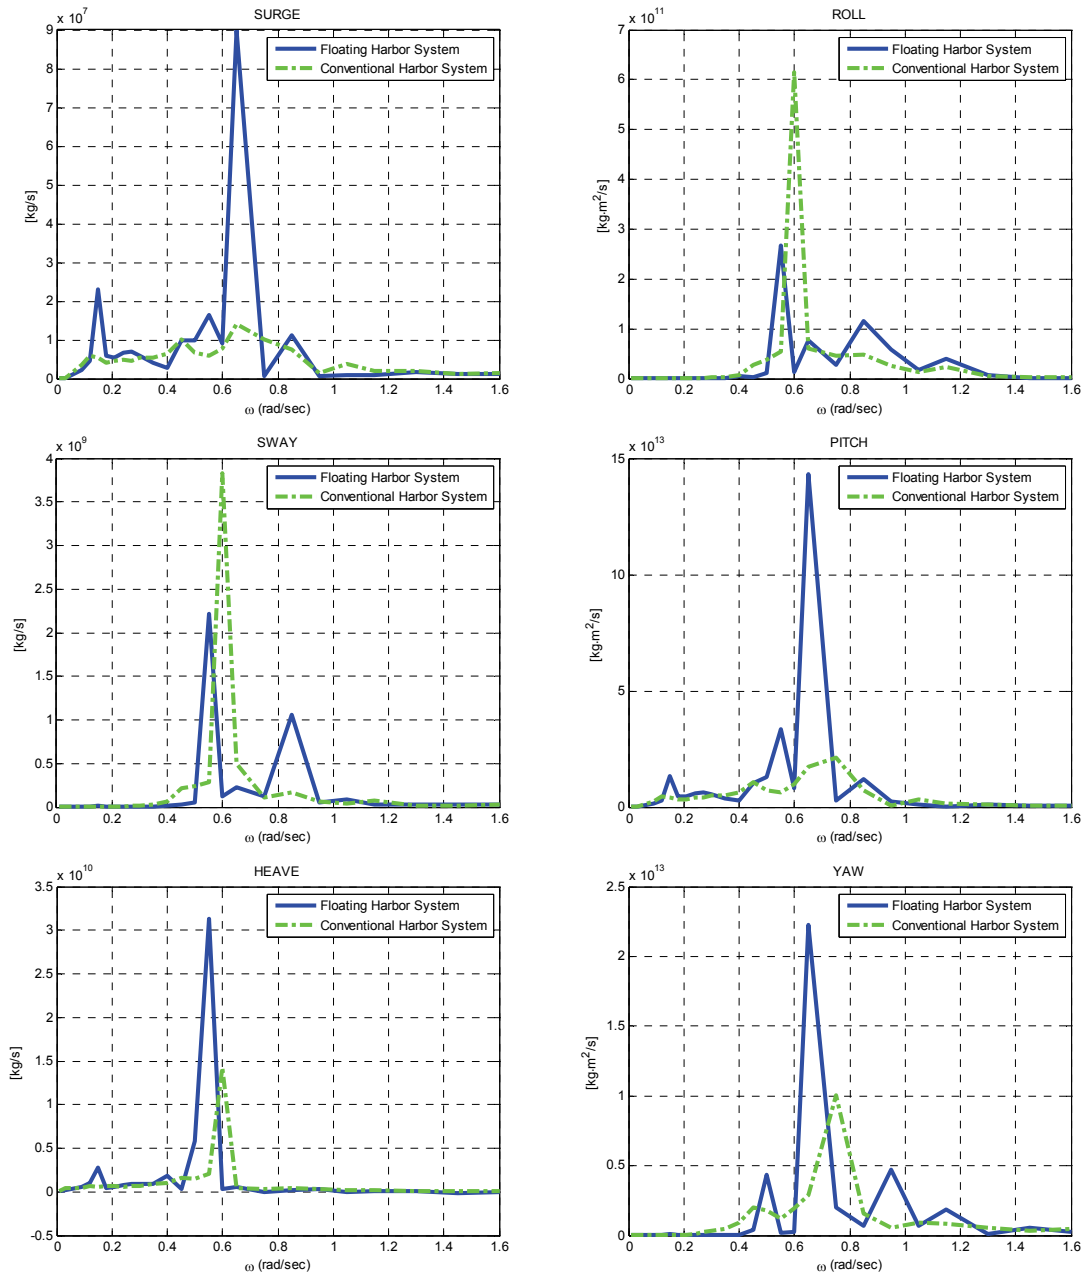 SURGE
x 10^7
9
8
7
6
5
4
3
2
1
0
[kg/s]
0 0.2 0.4 0.6 0.8 1.0 1.2 1.4 1.6
ω (rad/sec)
Floating Harbor System
Conventional Harbor System
ROLL
x 10^11
7
6
5
4
3
2
1
0
[kg.m^2/s]
0 0.2 0.4 0.6 0.8 1.0 1.2 1.4 1.6
ω (rad/sec)
Floating Harbor System
Conventional Harbor System
SWAY
x 10^9
4
3.5
3
2.5
2
1.5
1
0.5
0
[kg/s]
0 0.2 0.4 0.6 0.8 1.0 1.2 1.4 1.6
ω (rad/sec)
Floating Harbor System
Conventional Harbor System
PITCH
x 10^13
15
10
5
0
[kg.m^2/s]
0 0.2 0.4 0.6 0.8 1.0 1.2 1.4 1.6
ω (rad/sec)
Floating Harbor System
Conventional Harbor System
HEAVE
x 10^10
3.5
3
2.5
2
1.5
1
0.5
0
-0.5
[kg/s]
0 0.2 0.4 0.6 0.8 1.0 1.2 1.4 1.6
ω (rad/sec)
Floating Harbor System
Conventional Harbor System
YAW
x 10^13
2.5
2
1.5
1
0.5
0
[kg.m^2/s]
0 0.2 0.4 0.6 0.8 1.0 1.2 1.4 1.6
ω (rad/sec)
Floating Harbor System
Conventional Harbor System